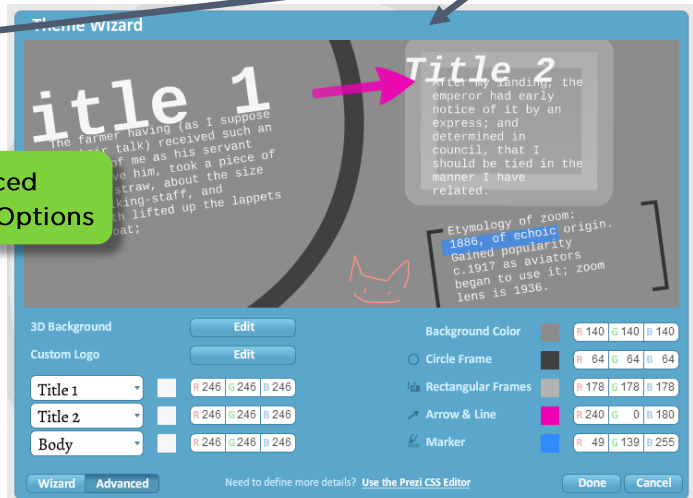 Theme Wizard
itle 1
The farmer having (as I suppose
talk) received such an
of me as his servant
him, took a piece of
straw, about the size
king-staff, and
lifted up the lappets
Title 2
After my landing, the
emperor had early
notice of it by an
express; and
determined in
council, that I
should be tied in the
manner I have
related.
Etymology of zoom:
1886, of echoic origin.
Gained popularity
c.1917 as aviators
began to use it; zoom
lens is 1936.
ced
Options
3D Background Edit
Custom Logo Edit
Title 1 R 246 G 246 B 246
Title 2 R 246 G 246 B 246
Body R 246 G 246 B 246
Background Color R 140 G 140 B 140
Circle Frame R 64 G 64 B 64
Rectangular Frames R 178 G 178 B 178
Arrow & Line R 240 G 0 B 180
Marker R 49 G 139 B 255
Wizard Advanced Need to define more details? Use the Prezi CSS Editor Done Cancel